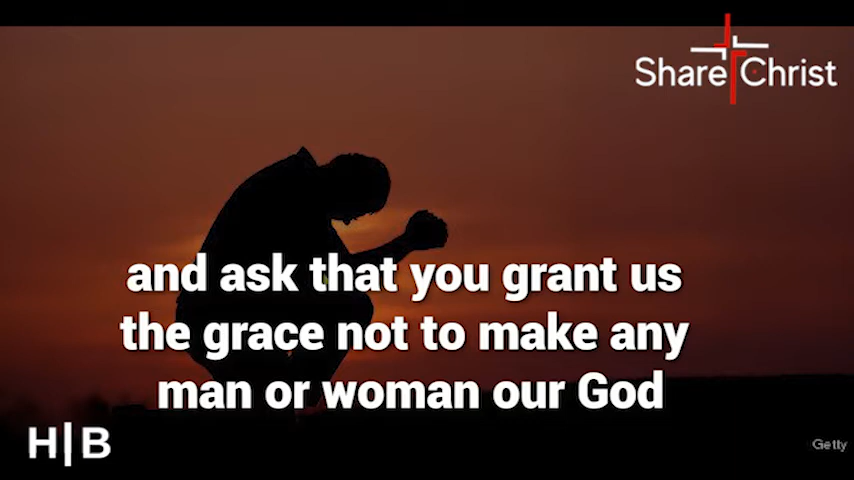 Share Christ
and ask that you grant us
the grace not to make any
man or woman our God
H|B
Getty